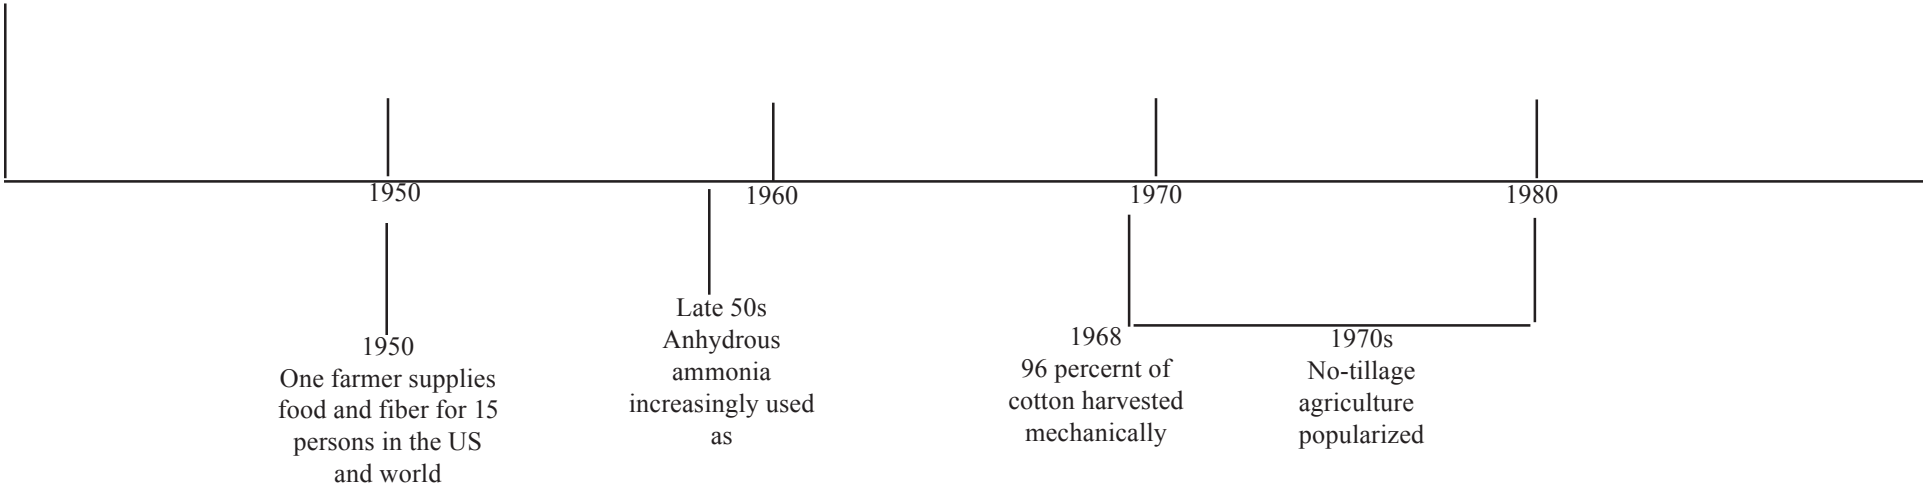 1950
1960
1970
1980
1950
One farmer supplies
food and fiber for 15
persons in the US
and world
Late 50s
Anhydrous
ammonia
increasingly used
as
1968
96 percernt of
cotton harvested
mechanically
1970s
No-tillage
agriculture
popularized